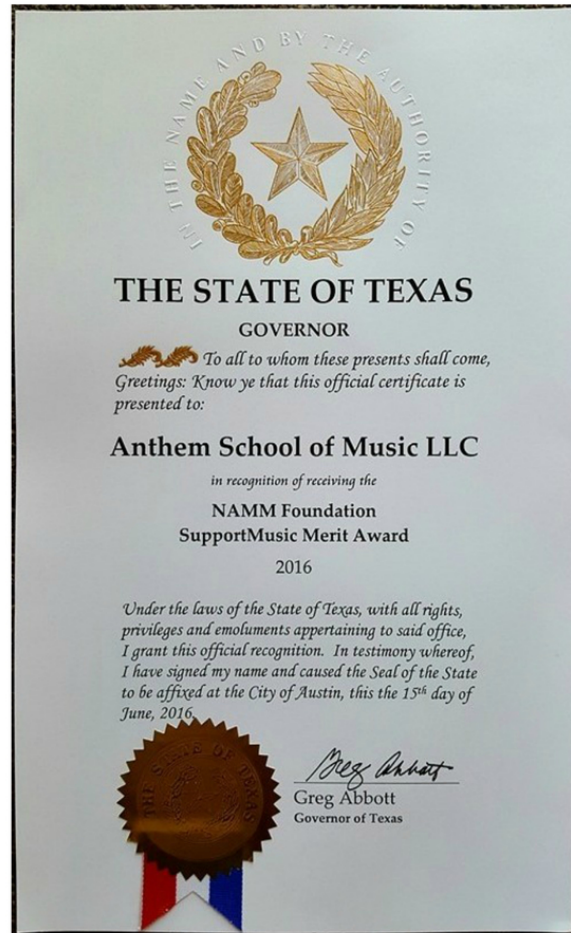 IN THE NAME AND BY THE AUTHORITY OF
THE STATE OF TEXAS
GOVERNOR
To all to whom these presents shall come,
Greetings: Know ye that this official certificate is
presented to:
Anthem School of Music LLC
in recognition of receiving the
NAMM Foundation
SupportMusic Merit Award
2016
Under the laws of the State of Texas, with all rights,
privileges and emoluments appertaining to said office,
I grant this official recognition. In testimony whereof,
I have signed my name and caused the Seal of the State
to be affixed at the City of Austin, this the 15th day of
June, 2016.
THE STATE OF TEXAS
Greg Abbott
Greg Abbott
Governor of Texas